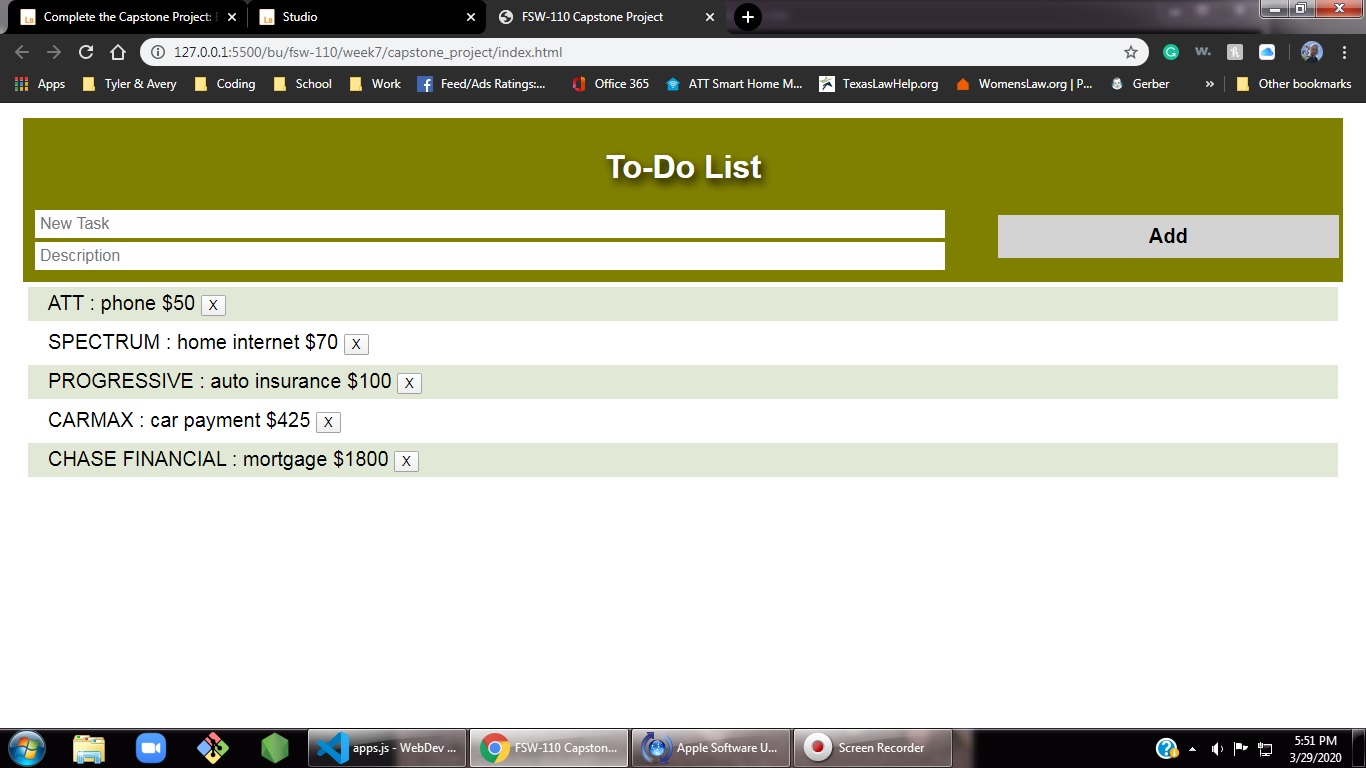 Complete the Capstone Project:
Studio
FSW-110 Capstone Project
127.0.0.1:5500/bu/fsw-110/week7/capstone_project/index.html
Apps
Tyler & Avery
Coding
School
Work
Feed/Ads Ratings:...
Office 365
ATT Smart Home M...
TexasLawHelp.org
WomensLaw.org | P...
Gerber
»
Other bookmarks
To-Do List
New Task
Description
Add
ATT : phone $50 X
SPECTRUM : home internet $70 X
PROGRESSIVE : auto insurance $100 X
CARMAX : car payment $425 X
CHASE FINANCIAL : mortgage $1800 X
apps.js - WebDev ...
FSW-110 Capston...
Apple Software U...
Screen Recorder
5:51 PM
3/29/2020